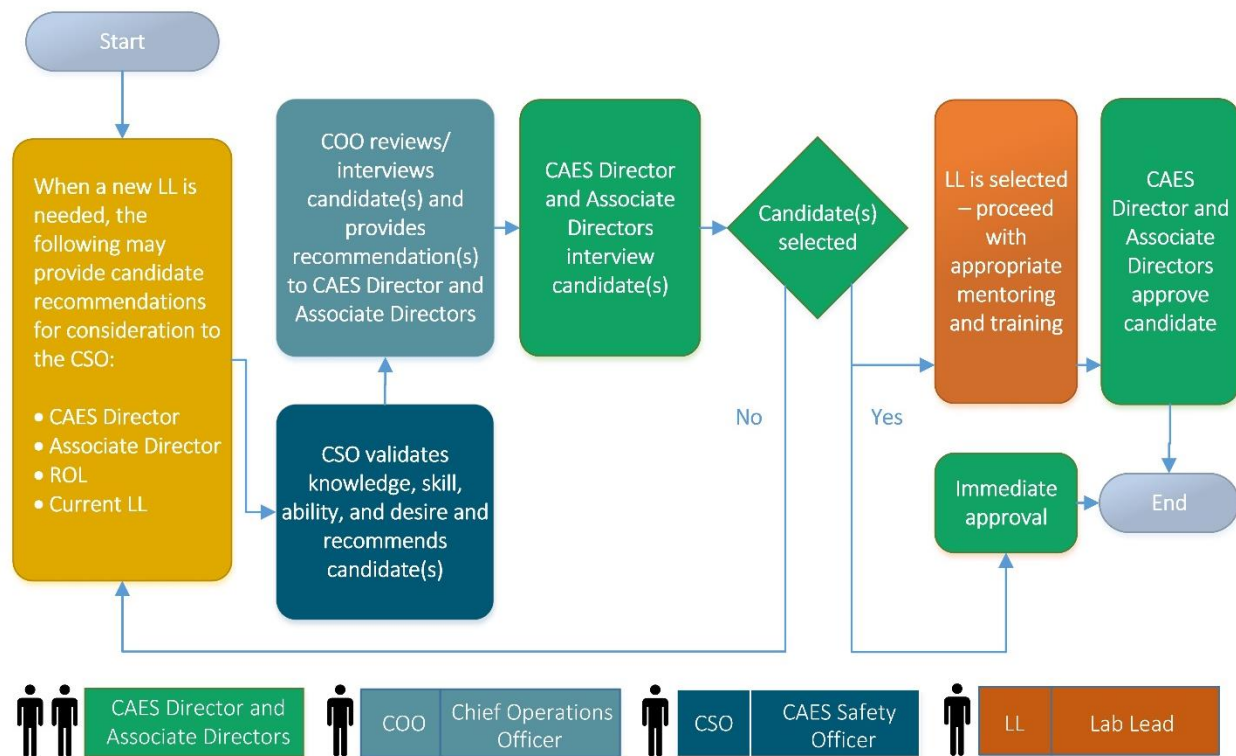 Start
When a new LL is
needed, the
following may
provide candidate
recommendations
for consideration to
the CSO:
• CAES Director
• Associate Director
• ROL
• Current LL
COO reviews/
interviews
candidate(s) and
provides
recommendation(s)
to CAES Director and
Associate Directors
CSO validates
knowledge, skill,
ability, and desire and
recommends
candidate(s)
CAES Director
and Associate
Directors
interview
candidate(s)
Candidate(s)
selected
No
Yes
LL is selected
– proceed
with
appropriate
mentoring
and training
CAES
Director and
Associate
Directors
approve
candidate
Immediate
approval
End
CAES Director and
Associate Directors
COO
Chief Operations
Officer
CSO
CAES Safety
Officer
LL
Lab Lead